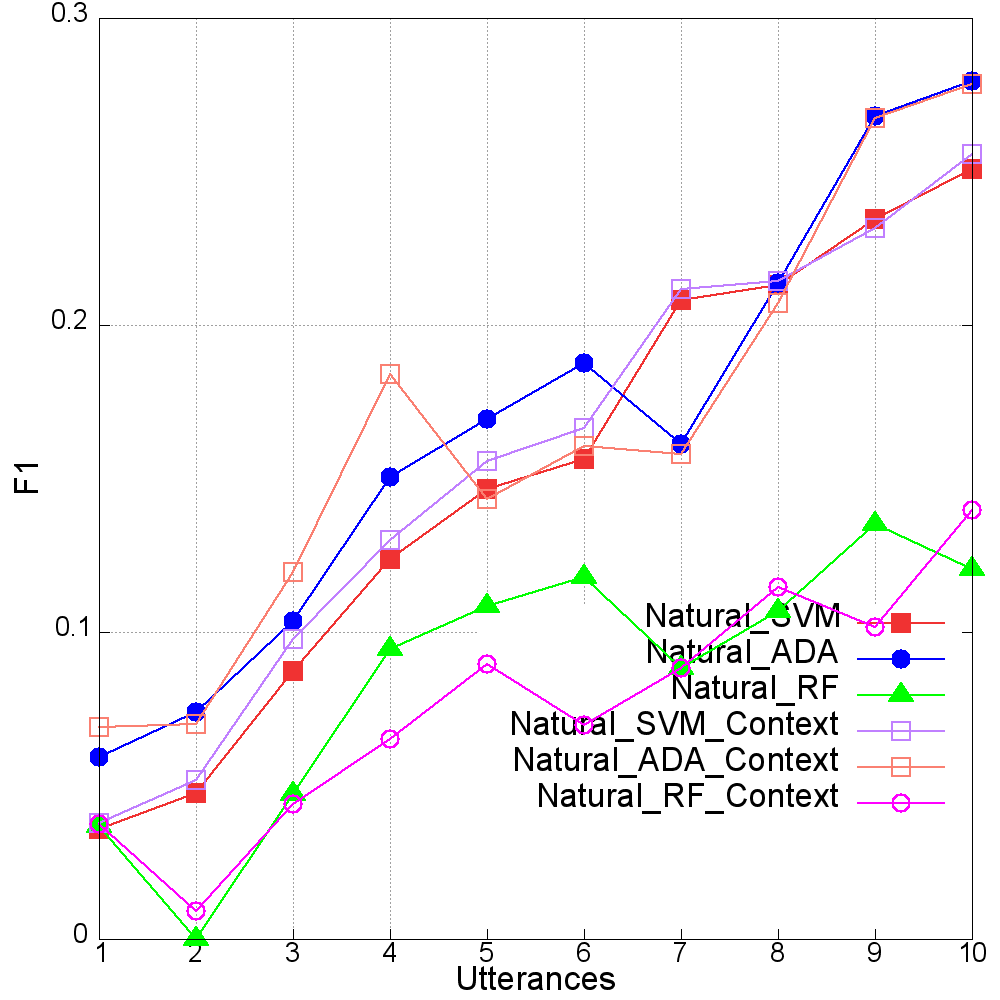 0.3
0.2
F1
0.1
Natural_SVM
Natural_ADA
Natural_RF
Natural_SVM_Context
Natural_ADA_Context
Natural_RF_Context
0
1 2 3 4 5 6 7 8 9 10
Utterances